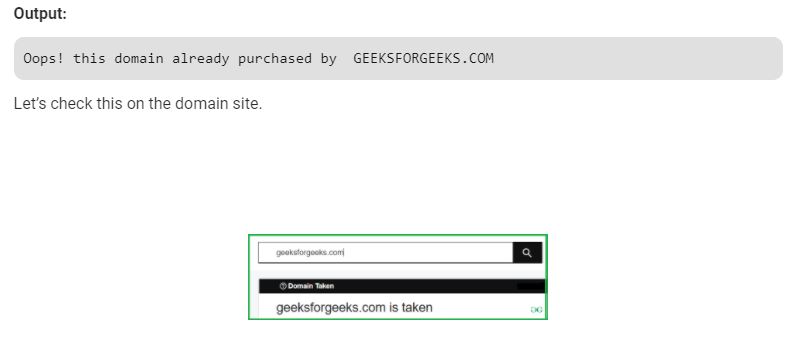 Output:
Oops! this domain already purchased by  GEEKSFORGEEKS.COM
Let’s check this on the domain site.
geeksforgeeks.com
Domain Taken
geeksforgeeks.com is taken